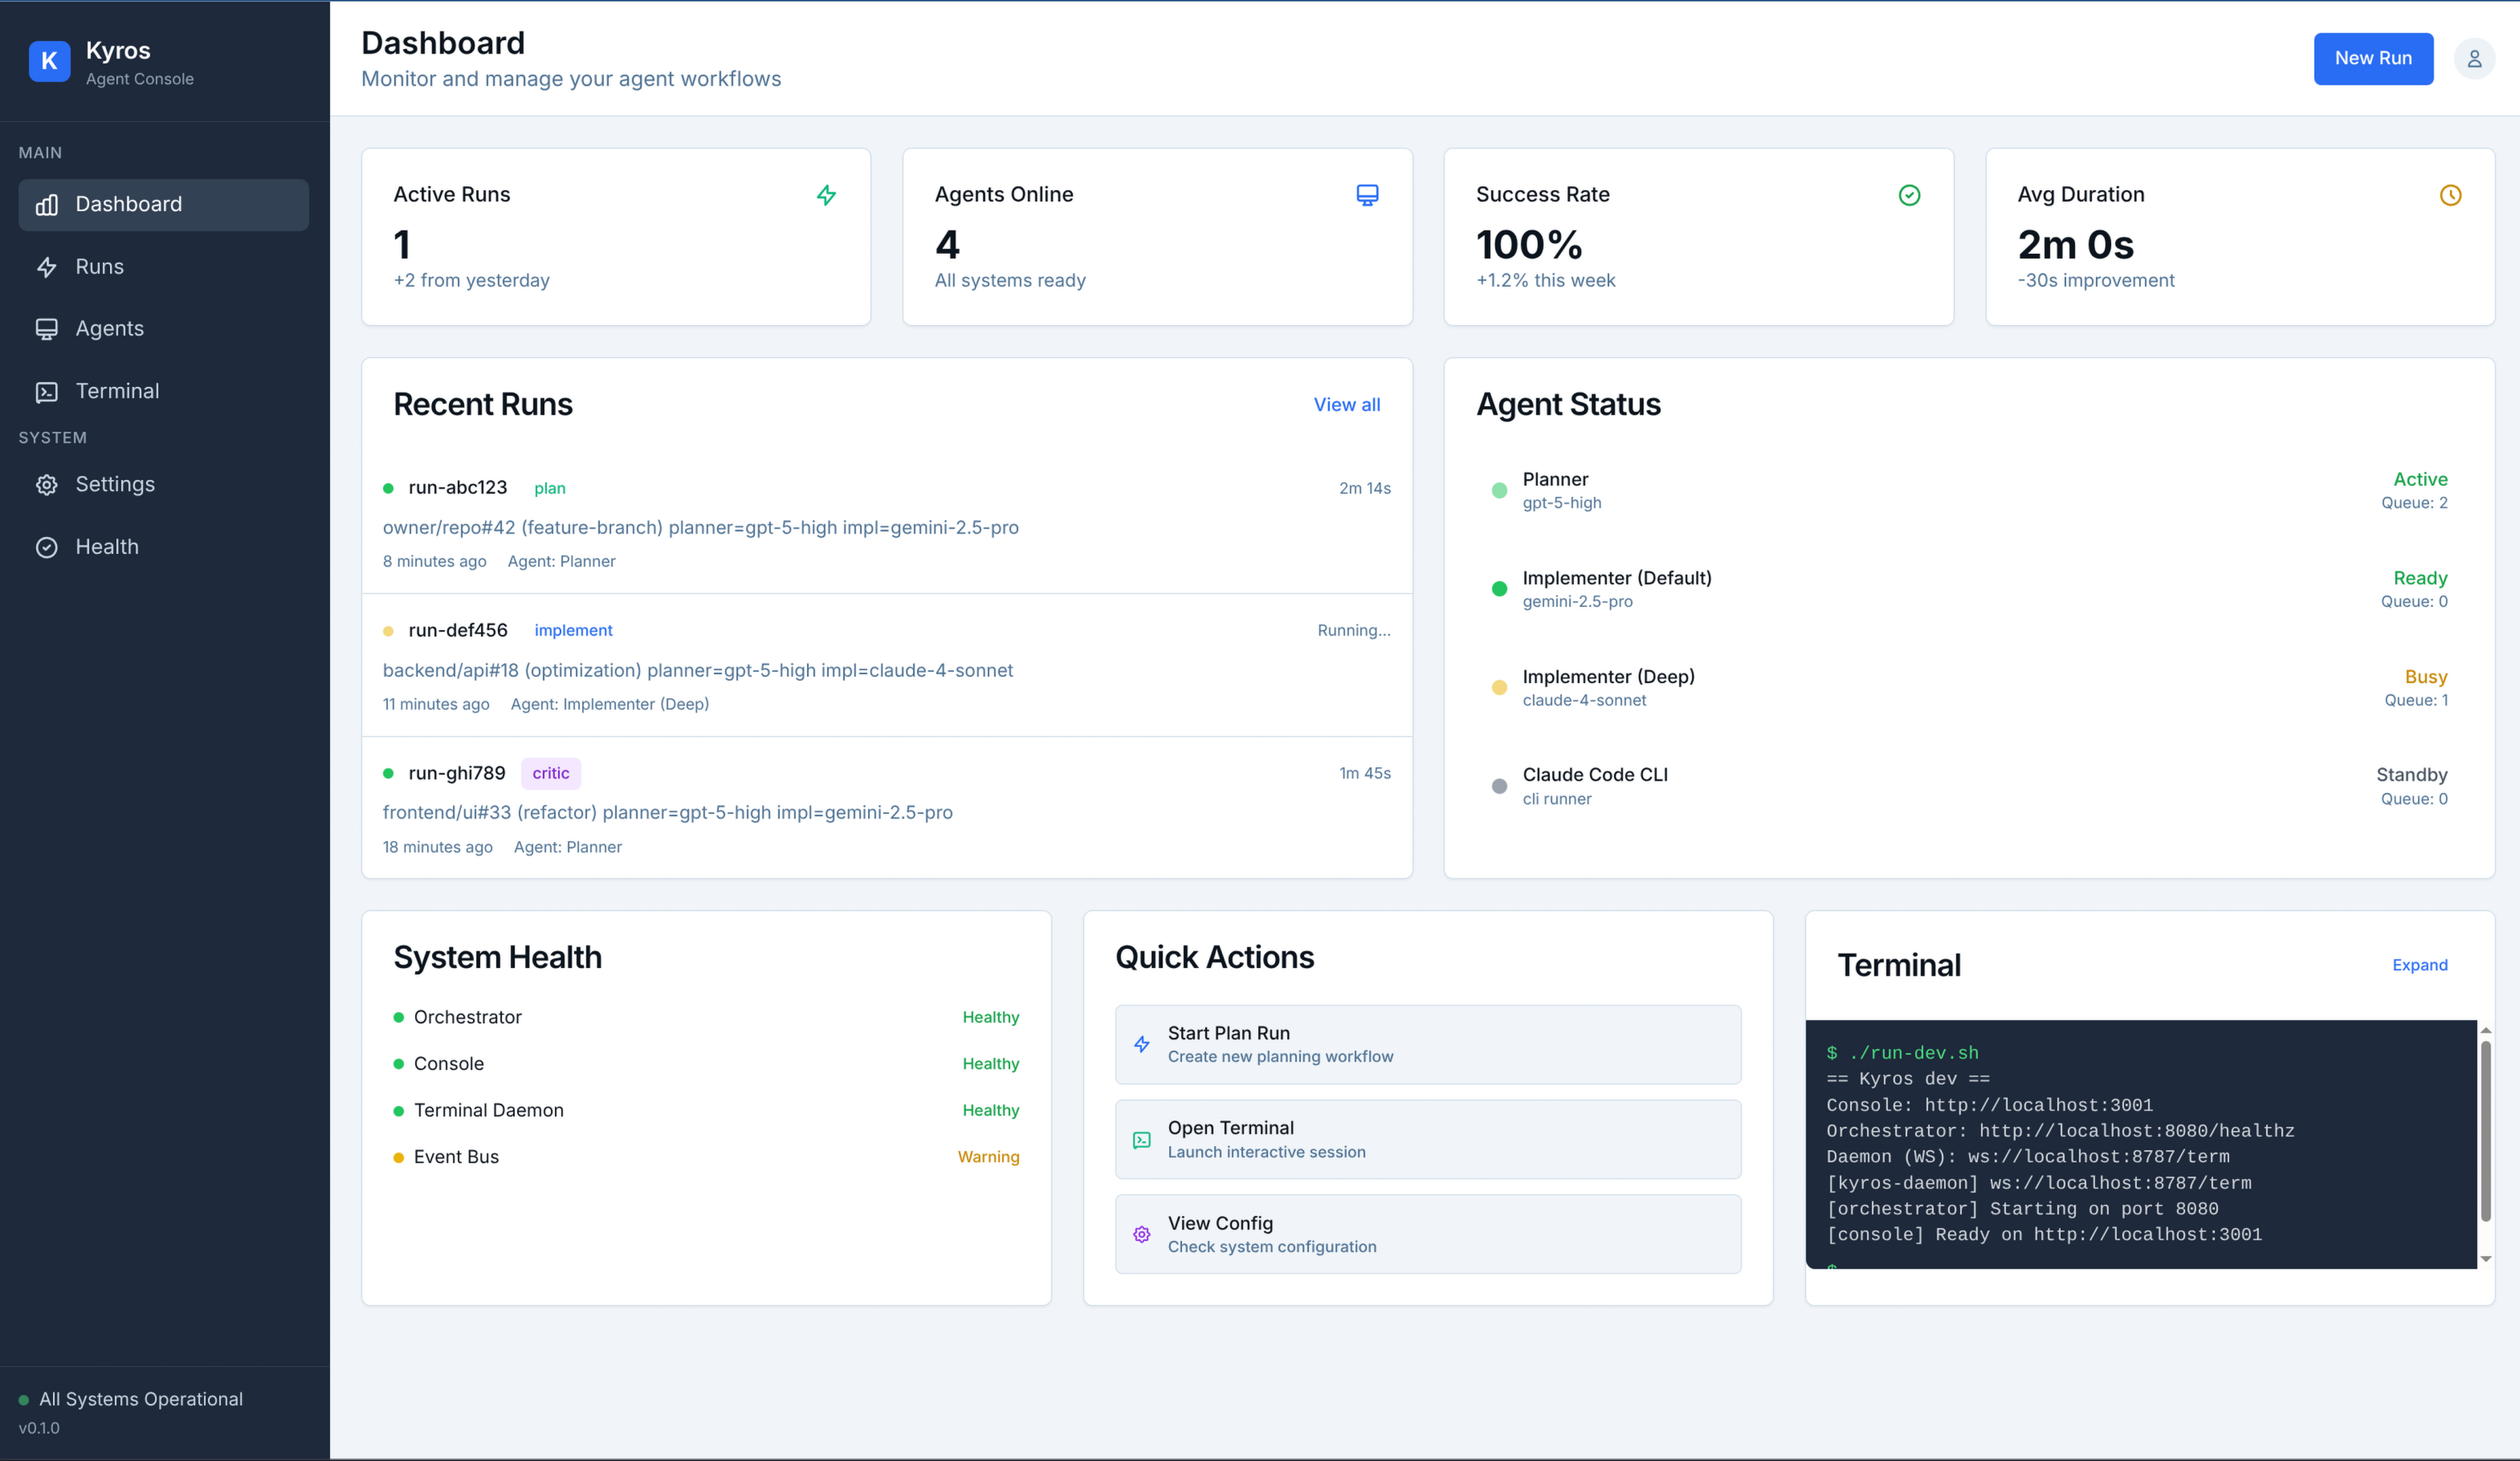 K
Kyros
Agent Console
MAIN
Dashboard
Runs
Agents
Terminal
SYSTEM
Settings
Health
All Systems Operational
v0.1.0
Dashboard
Monitor and manage your agent workflows
New Run
Active Runs
1
+2 from yesterday
Agents Online
4
All systems ready
Success Rate
100%
+1.2% this week
Avg Duration
2m 0s
-30s improvement
Recent Runs
View all
run-abc123 plan 2m 14s
owner/repo#42 (feature-branch) planner=gpt-5-high impl=gemini-2.5-pro
8 minutes ago Agent: Planner
run-def456 implement Running...
backend/api#18 (optimization) planner=gpt-5-high impl=claude-4-sonnet
11 minutes ago Agent: Implementer (Deep)
run-ghi789 critic 1m 45s
frontend/ui#33 (refactor) planner=gpt-5-high impl=gemini-2.5-pro
18 minutes ago Agent: Planner
Agent Status
Planner Active
gpt-5-high Queue: 2
Implementer (Default) Ready
gemini-2.5-pro Queue: 0
Implementer (Deep) Busy
claude-4-sonnet Queue: 1
Claude Code CLI Standby
cli runner Queue: 0
System Health
Orchestrator Healthy
Console Healthy
Terminal Daemon Healthy
Event Bus Warning
Quick Actions
Start Plan Run
Create new planning workflow
Open Terminal
Launch interactive session
View Config
Check system configuration
Terminal
Expand
$ ./run-dev.sh
== Kyros dev ==
Console: http://localhost:3001
Orchestrator: http://localhost:8080/healthz
Daemon (WS): ws://localhost:8787/term
[kyros-daemon] ws://localhost:8787/term
[orchestrator] Starting on port 8080
[console] Ready on http://localhost:3001
$